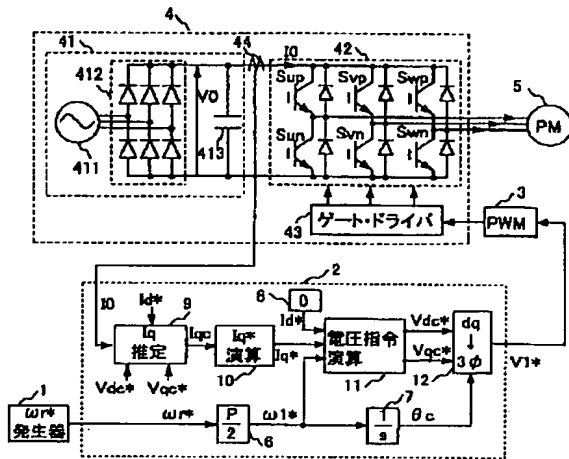 4
41
44
I0
42
412
V0
413
411
Sup
Svp
Swp
Sun
Svn
Swn
5
PM
43
ゲート・ドライバ
3
PWM
2
8
0
Id*
I0
Id*
9
Iq
推定
Iqc
Iq*
演算
10
Iq*
電圧指令
演算
11
Vdc*
Vqc*
dq
↓
3φ
12
V1*
Vdc*
Vqc*
1
ωr*
発生器
ωr*
P
2
6
ω1*
7
1
s
θc